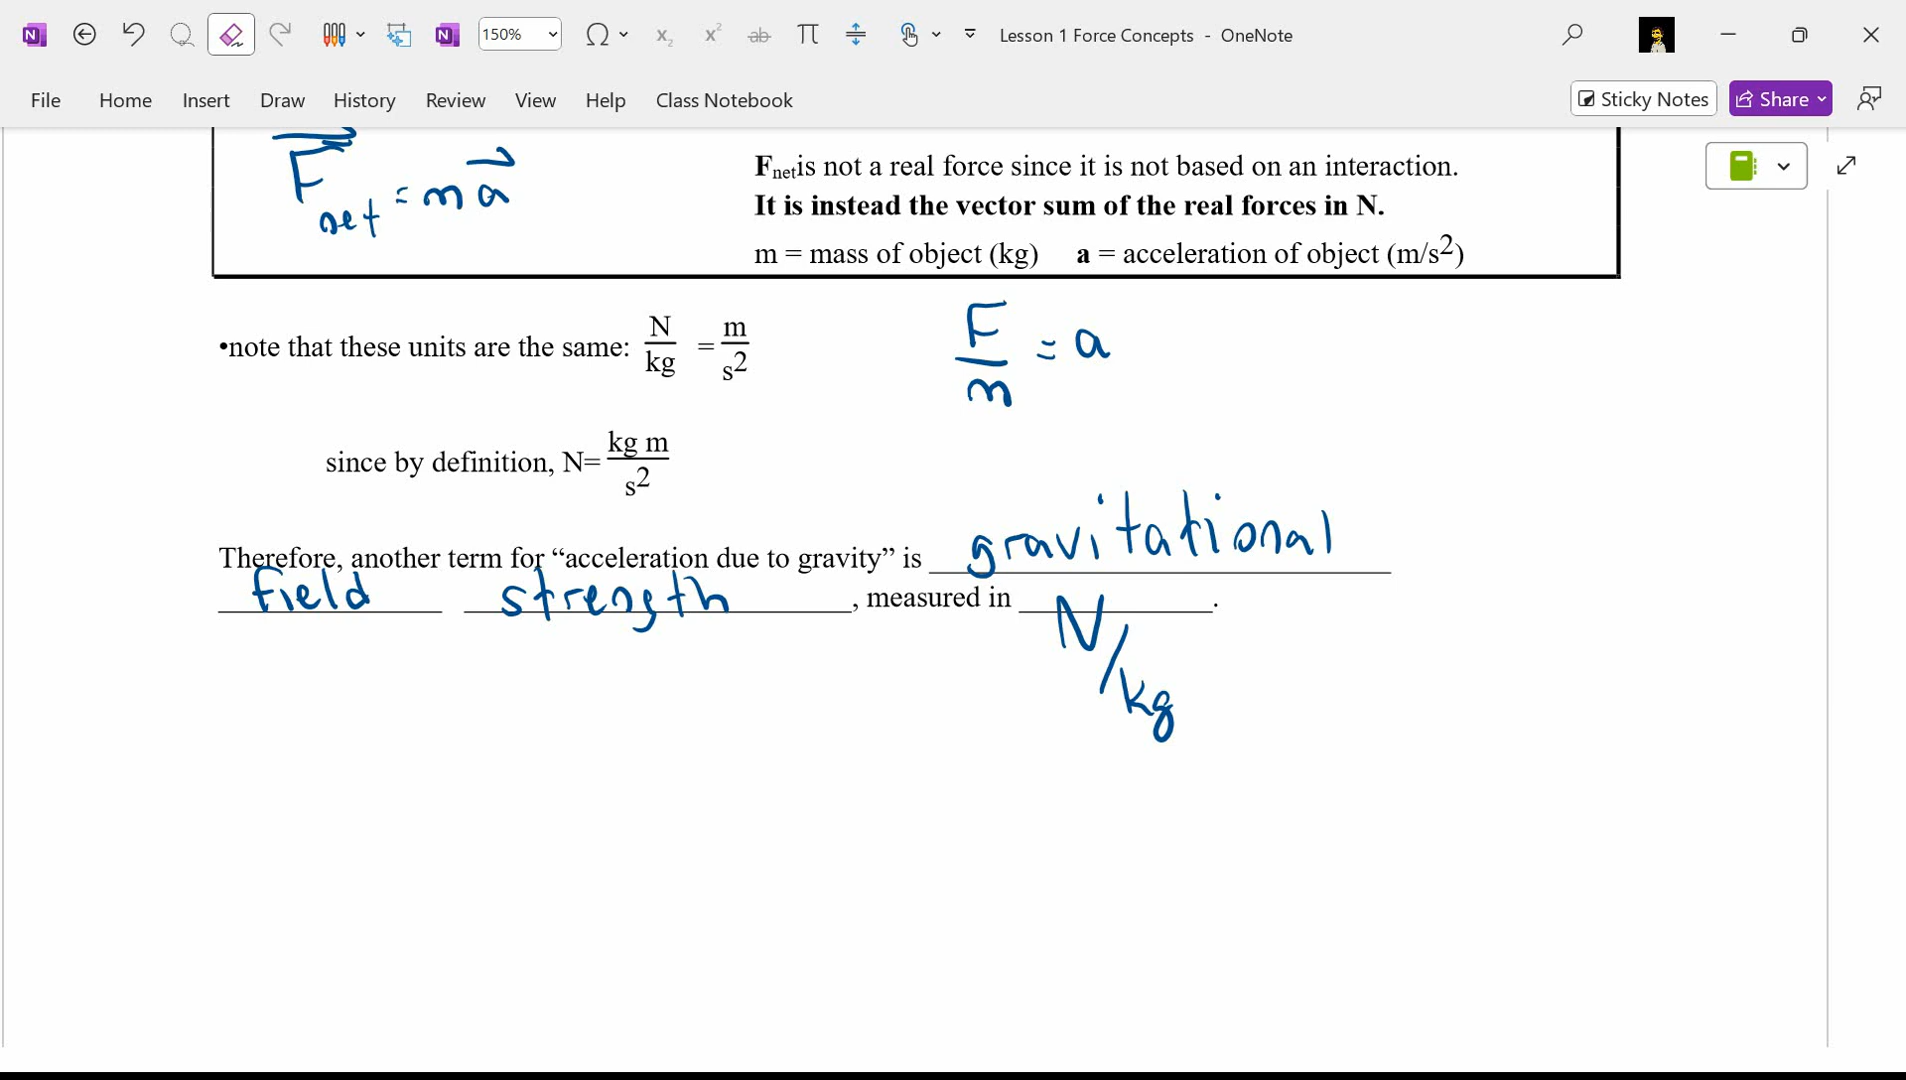 150%
Lesson 1 Force Concepts - OneNote
File Home Insert Draw History Review View Help Class Notebook
Sticky Notes Share
F net = ma
Fnet is not a real force since it is not based on an interaction.
It is instead the vector sum of the real forces in N.
m = mass of object (kg) a = acceleration of object (m/s2)
•note that these units are the same: N/kg = m/s2
F/m = a
since by definition, N= kg m/s2
Therefore, another term for “acceleration due to gravity” is gravitational
field strength, measured in N/kg.